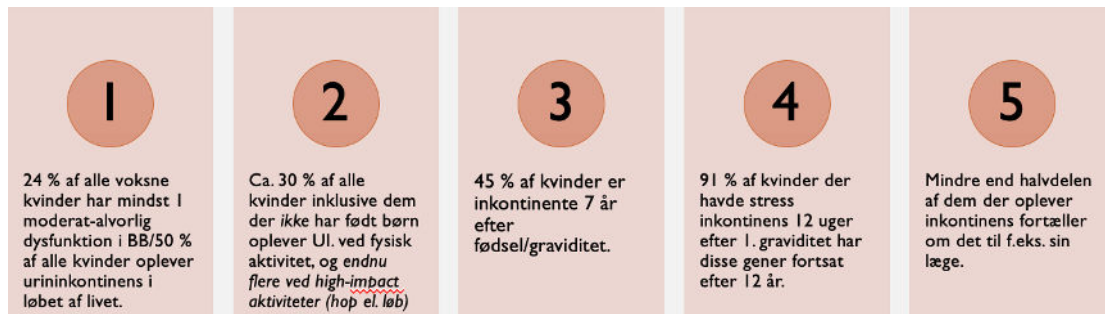 1
24 % af alle voksne
kvinder har mindst 1
moderat-alvorlig
dysfunktion i BB/50 %
af alle kvinder oplever
urininkontinens i
løbet af livet.
2
Ca. 30 % af alle
kvinder inklusive dem
der ikke har født børn
oplever UI. ved fysisk
aktivitet, og endnu
flere ved high-impact
aktiviteter (hop el. løb)
3
45 % af kvinder er
inkontinente 7 år
efter
fødsel/graviditet.
4
91 % af kvinder der
havde stress
inkontinens 12 uger
efter 1. graviditet har
disse gener fortsat
efter 12 år.
5
Mindre end halvdelen
af dem der oplever
inkontinens fortæller
om det til f.eks. sin
læge.